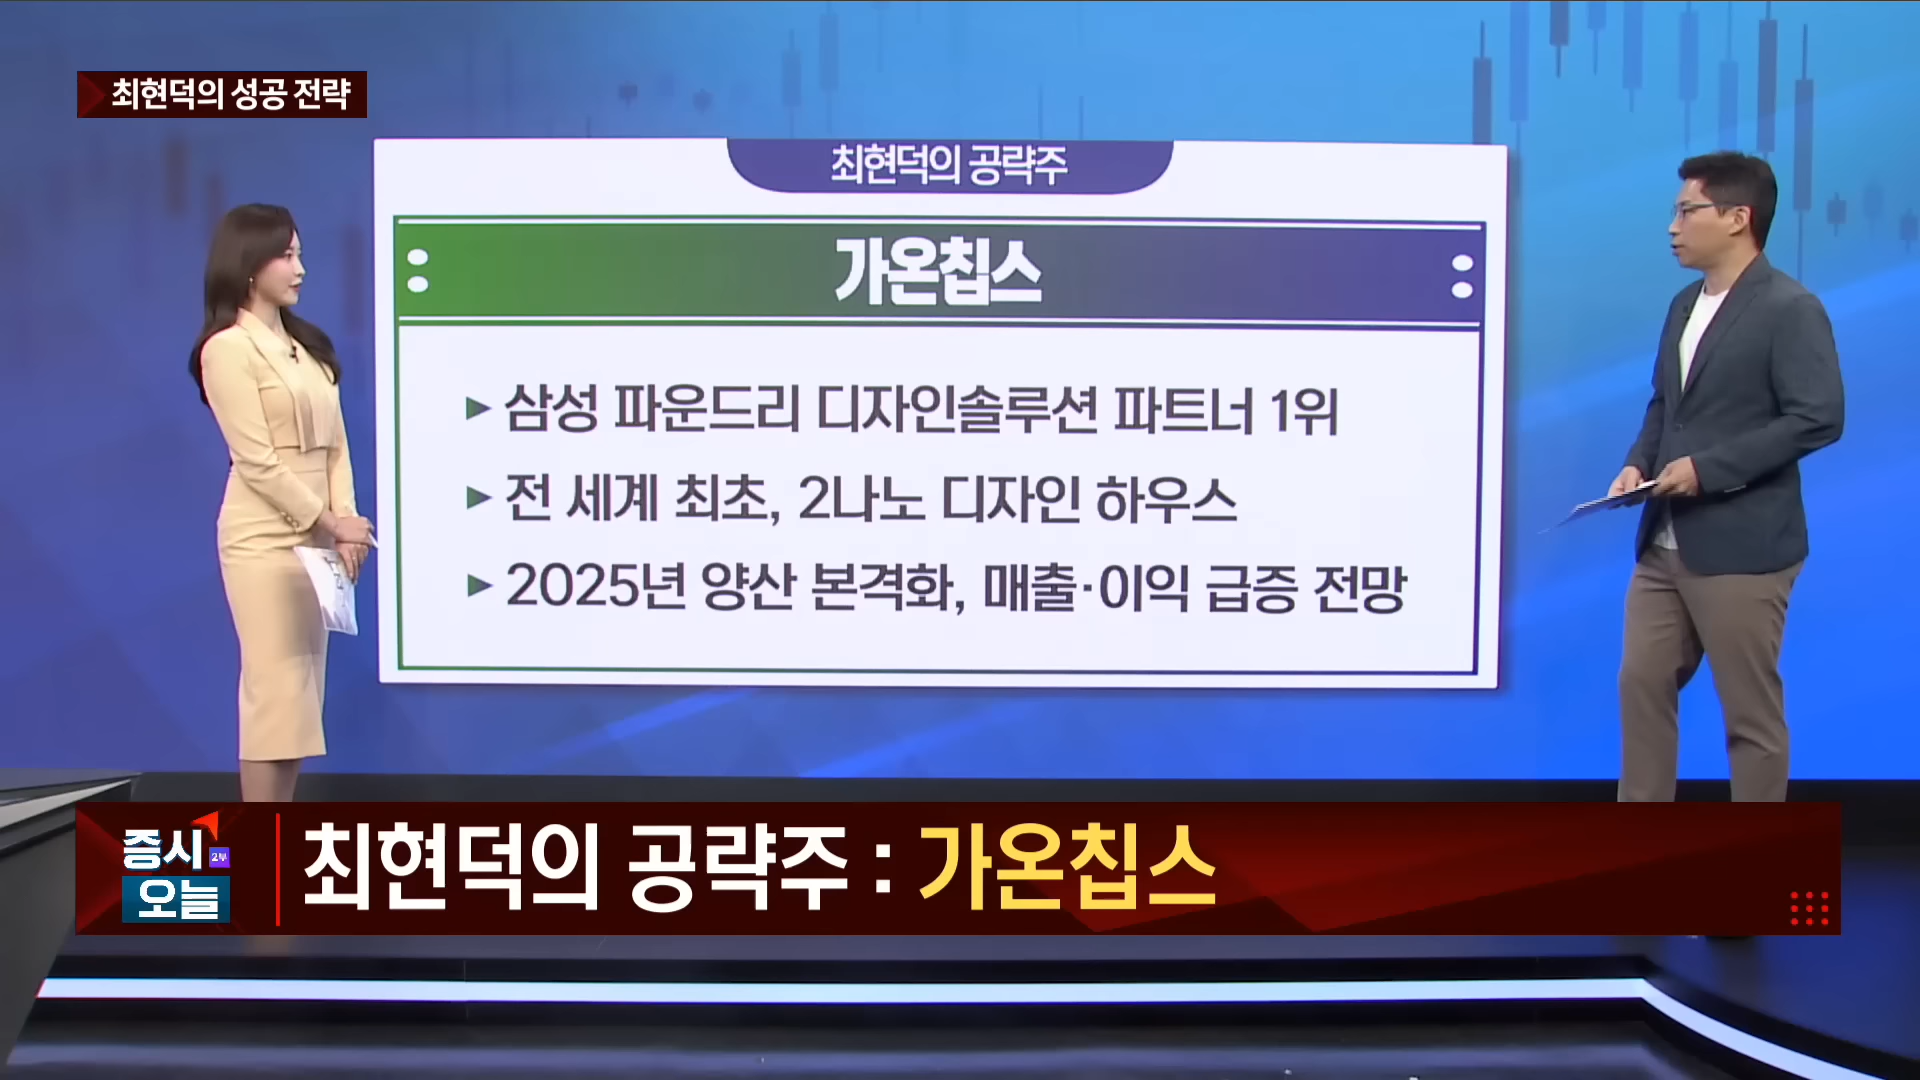 최현덕의 성공 전략
최현덕의 공략주
가온칩스
▶ 삼성 파운드리 디자인솔루션 파트너 1위
▶ 전 세계 최초, 2나노 디자인 하우스
▶ 2025년 양산 본격화, 매출·이익 급증 전망
증시 2부
오늘
최현덕의 공략주 : 가온칩스